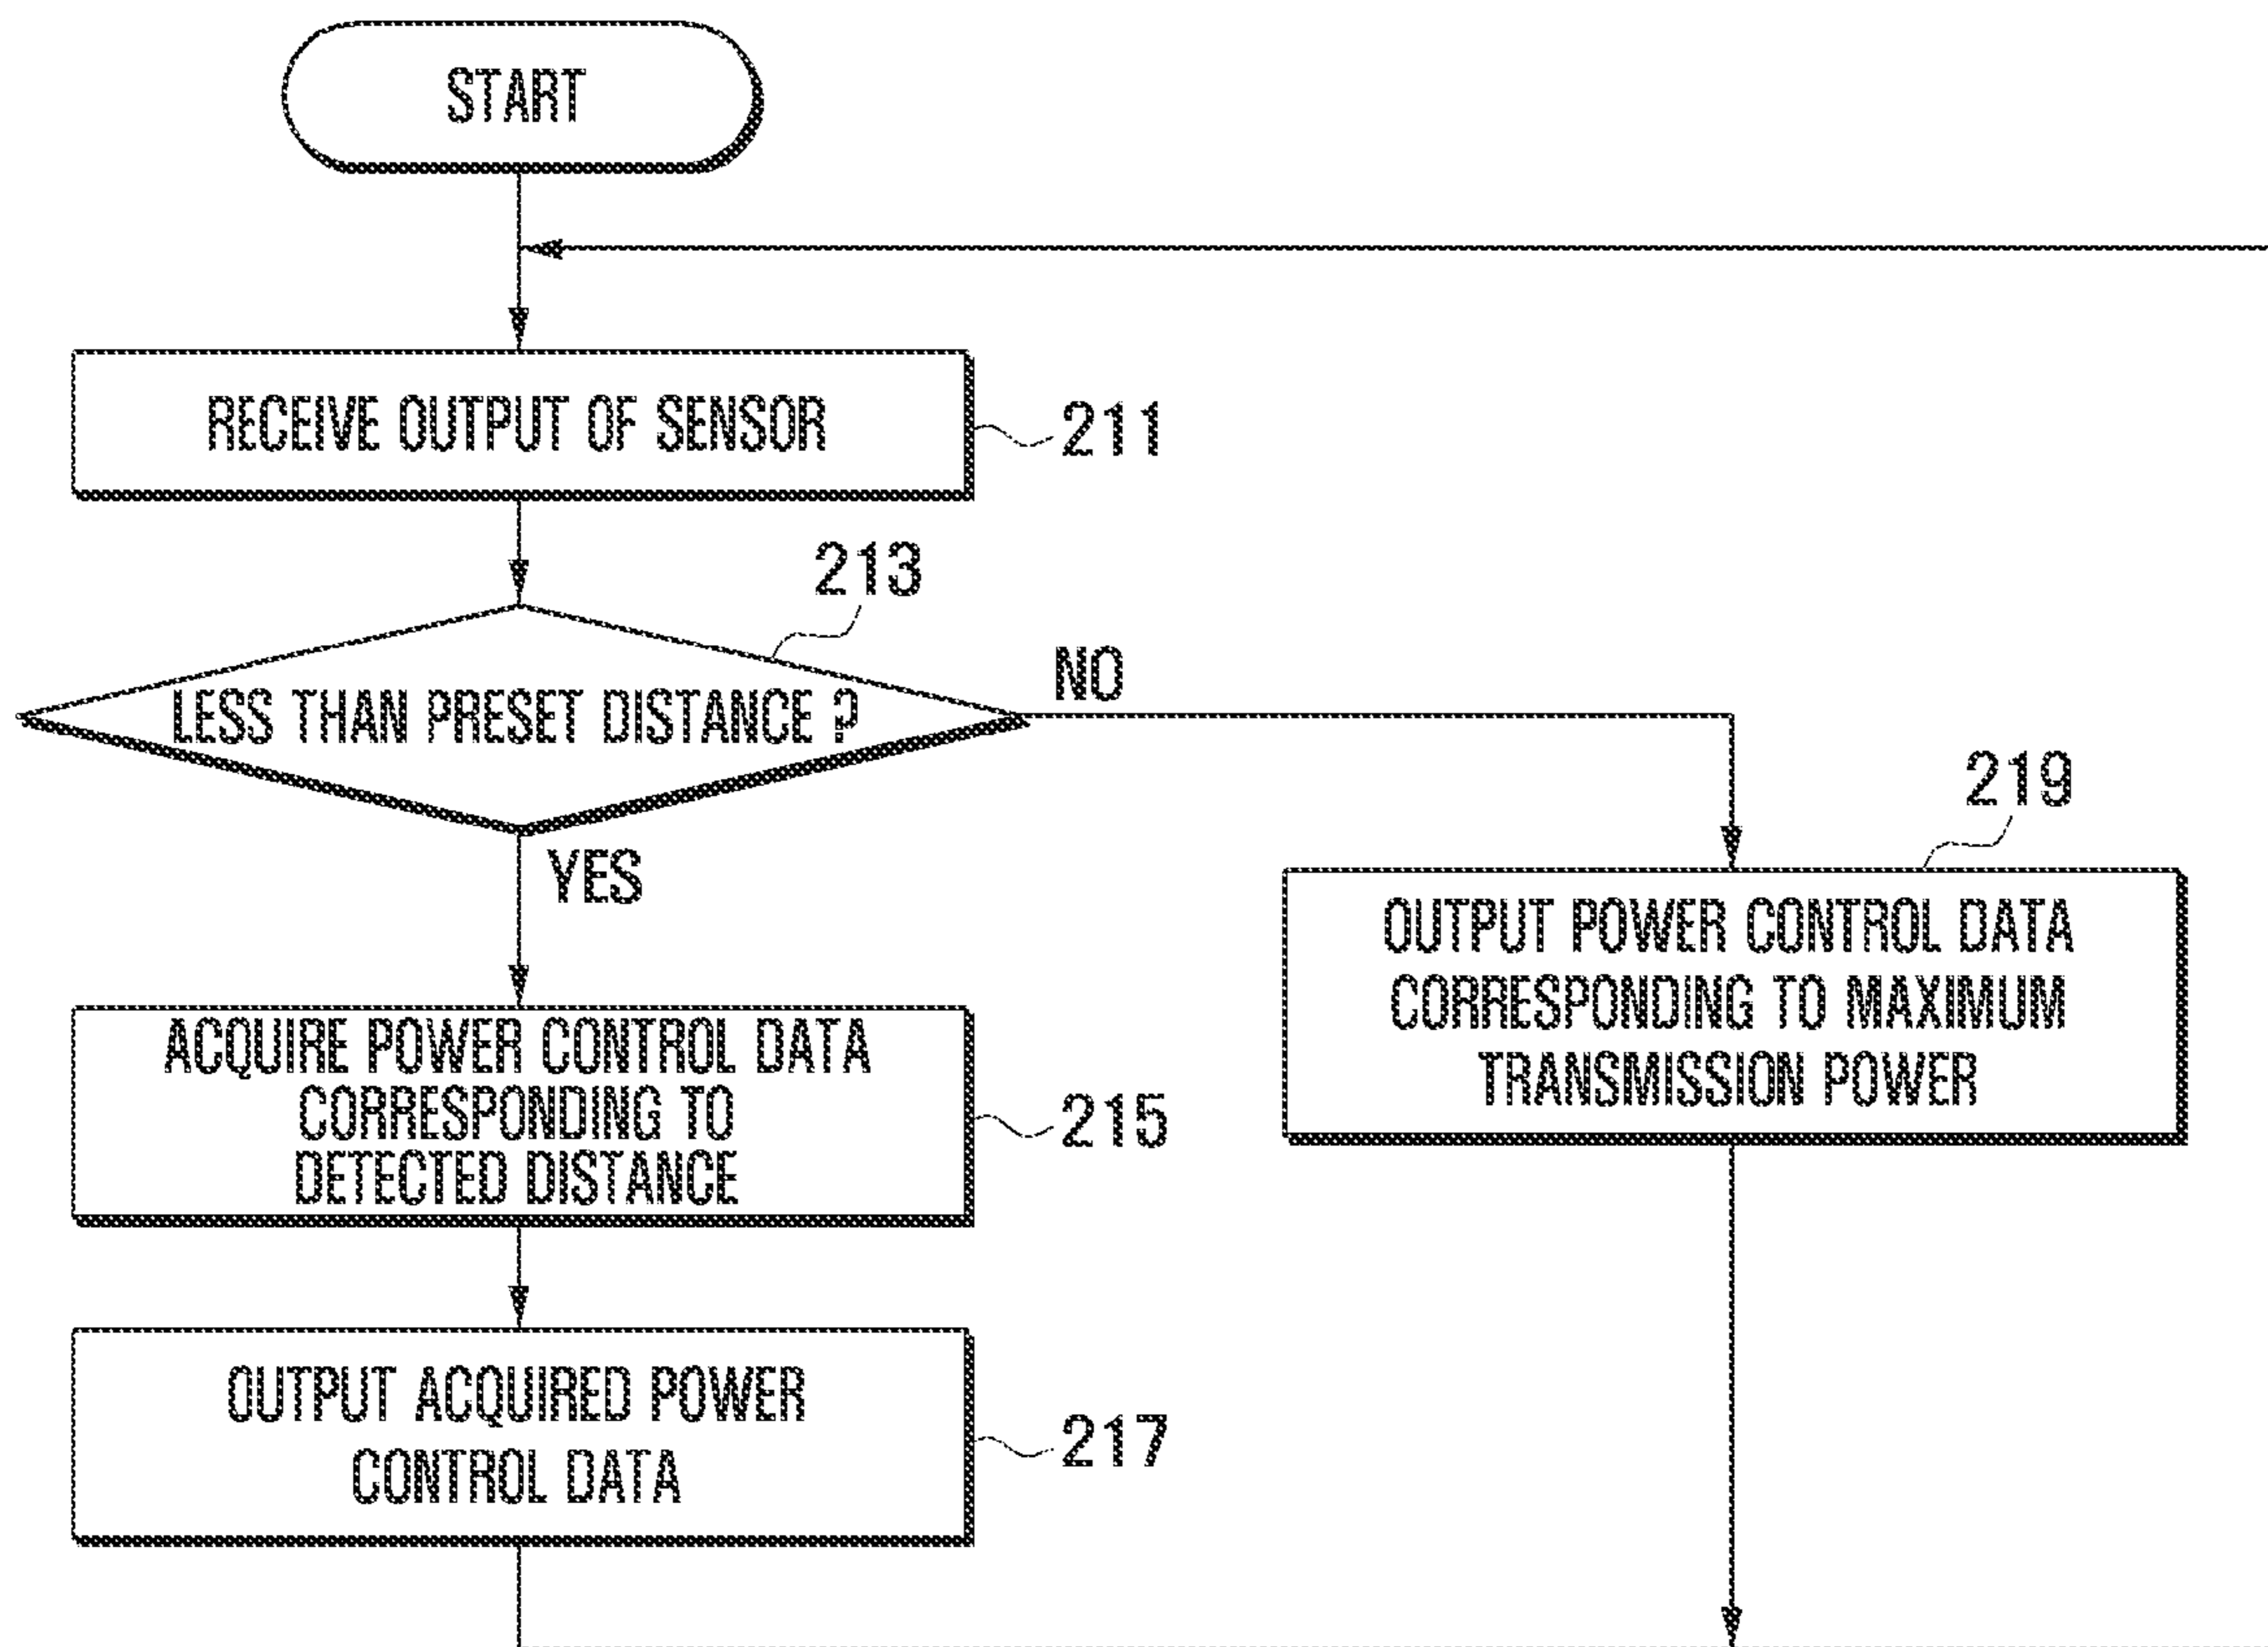 START
RECEIVE OUTPUT OF SENSOR
211
213
LESS THAN PRESET DISTANCE ?
NO
YES
219
OUTPUT POWER CONTROL DATA
CORRESPONDING TO MAXIMUM
TRANSMISSION POWER
ACQUIRE POWER CONTROL DATA
CORRESPONDING TO
DETECTED DISTANCE
215
OUTPUT ACQUIRED POWER
CONTROL DATA
217